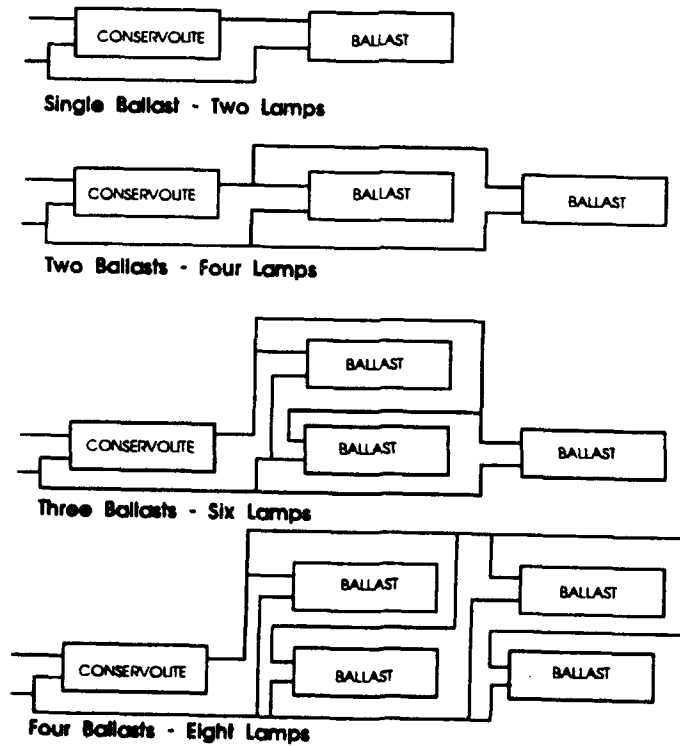 CONSERVOLITE
BALLAST
Single Ballast - Two Lamps
CONSERVOLITE
BALLAST
BALLAST
Two Ballasts - Four Lamps
BALLAST
CONSERVOLITE
BALLAST
BALLAST
Three Ballasts - Six Lamps
BALLAST
BALLAST
CONSERVOLITE
BALLAST
BALLAST
Four Ballasts - Eight Lamps